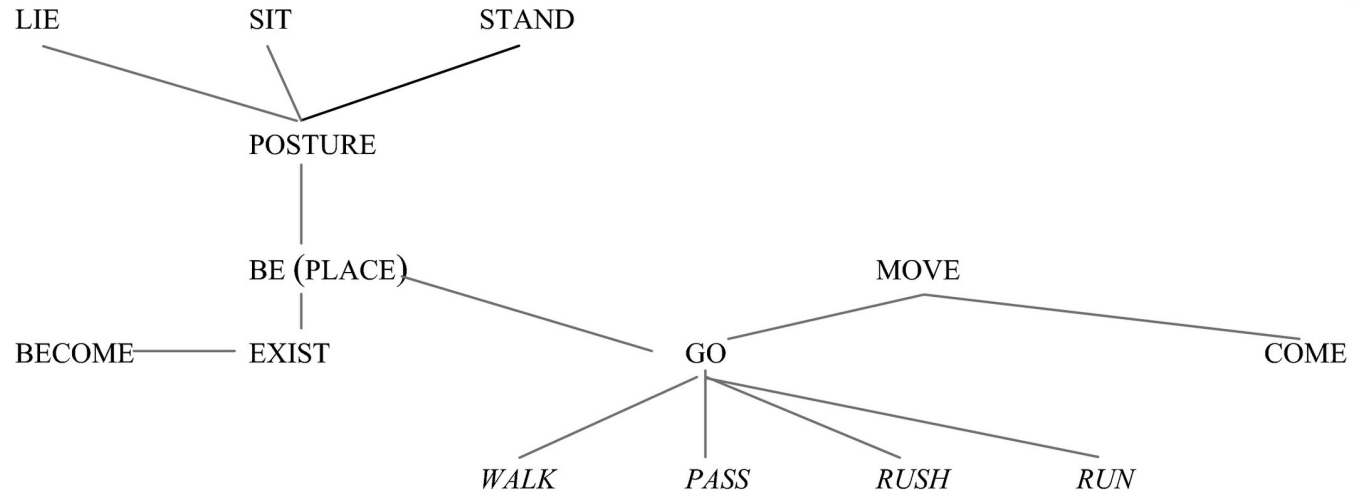 LIE SIT STAND
POSTURE
BE (PLACE) MOVE
BECOME EXIST GO COME
WALK PASS RUSH RUN